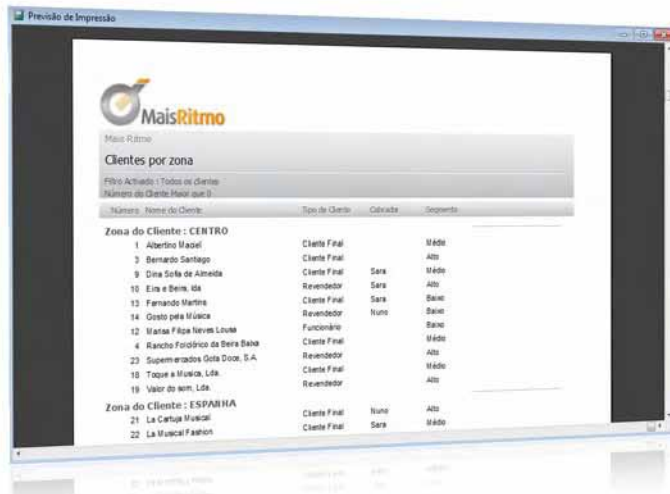 Previsão de Impressão
MaisRitmo
Mais Ritmo
Clientes por zona
Filtro Activado : Todos os clientes
Número do Cliente Maior que 0
Número Nome do Cliente Tipo de Cliente Cobrador Segmento
Zona do Cliente : CENTRO
1 Albertino Maciel Cliente Final Médio
3 Bernardo Santiago Cliente Final Alto
9 Dina Sofia de Almeida Cliente Final Sara Médio
10 Eira e Beira, lda Revendedor Sara Alto
13 Fernando Martins Cliente Final Sara Baixo
14 Gosto pela Música Revendedor Nuno Baixo
12 Marisa Filipa Neves Lousa Funcionário Baixo
4 Rancho Folclórico da Beira Baixa Cliente Final Médio
23 Supermercados Gota Doce, S.A. Revendedor Alto
18 Toque a Musica, Lda. Cliente Final Médio
19 Valor do som, Lda. Revendedor Alto
Zona do Cliente : ESPANHA
21 La Cartuja Musical Cliente Final Nuno Alto
22 La Musical Fashion Cliente Final Sara Médio